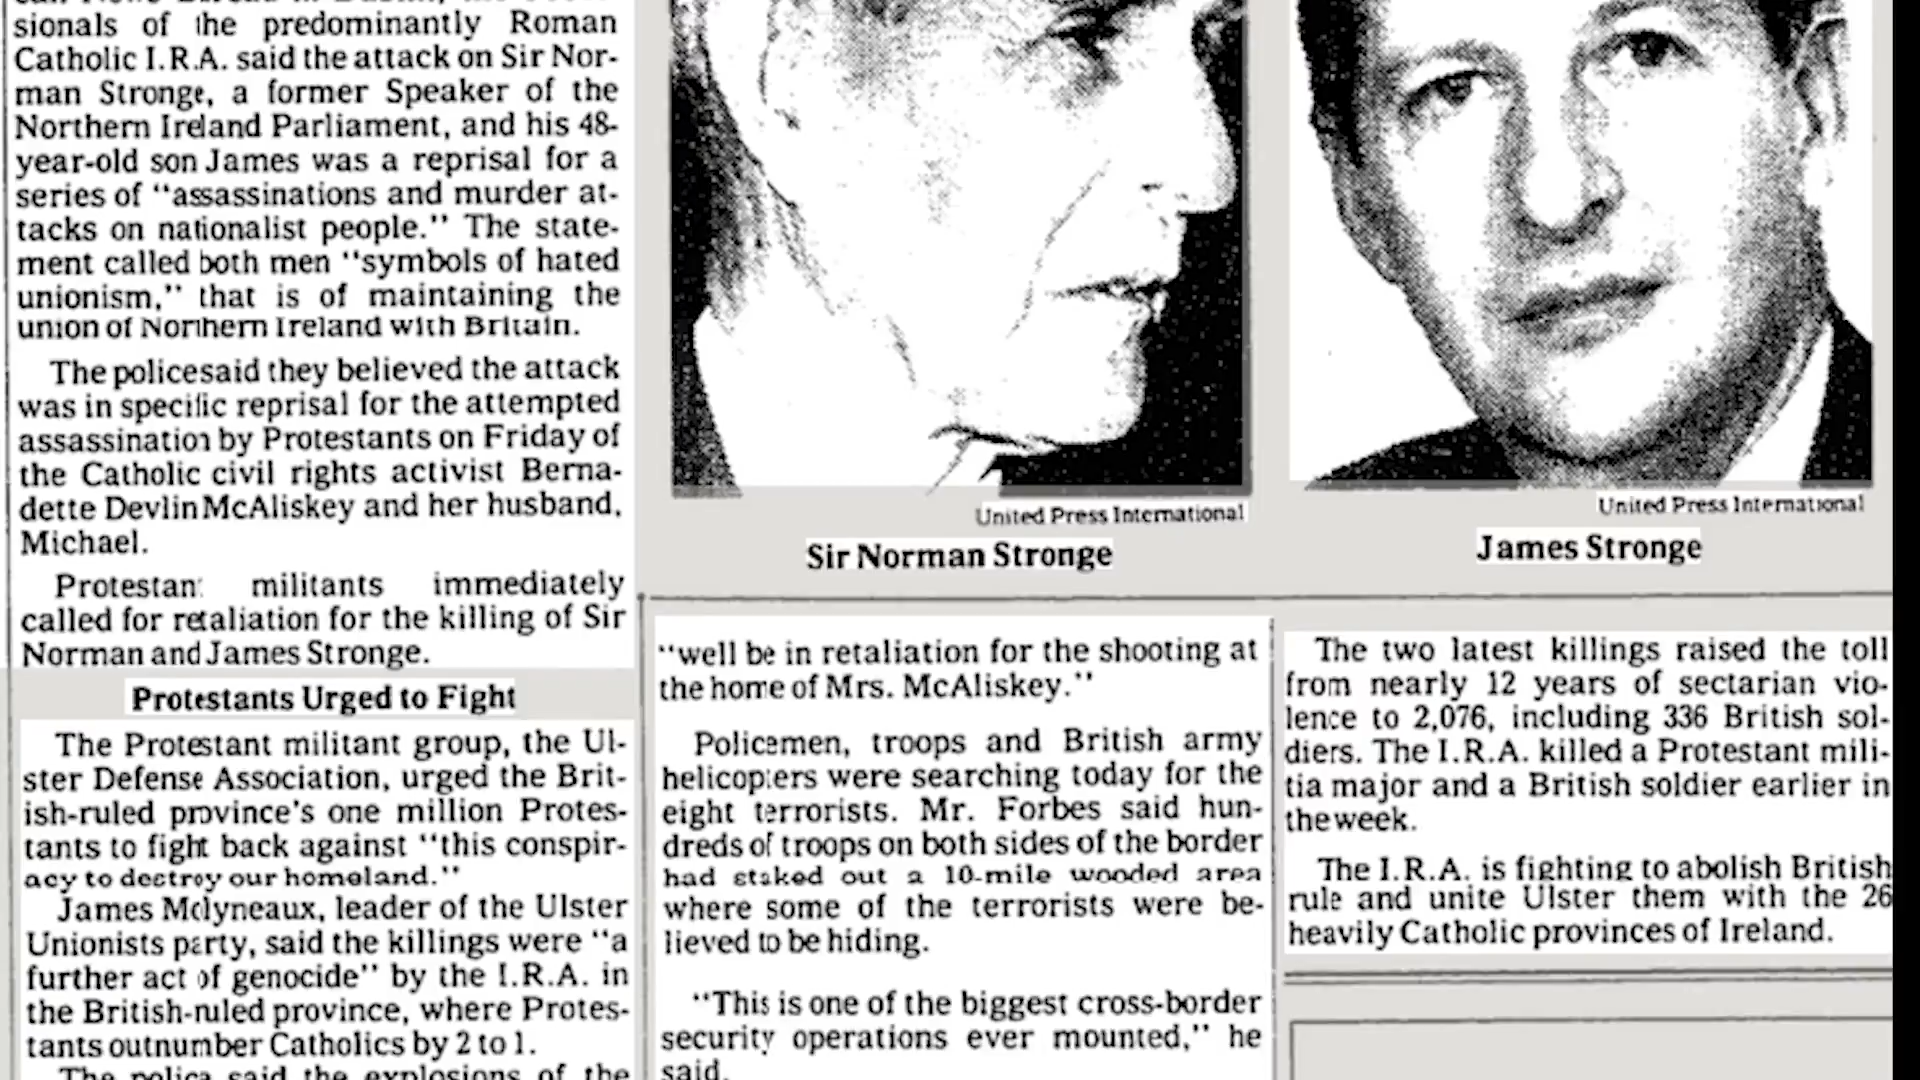 sionals of the predominantly Roman
Catholic I.R.A. said the attack on Sir Nor-
man Stronge, a former Speaker of the
Northern Ireland Parliament, and his 48-
year-old son James was a reprisal for a
series of “assassinations and murder at-
tacks on nationalist people.” The state-
ment called both men “symbols of hated
unionism,” that is of maintaining the
union of Northern Ireland with Britain.
The police said they believed the attack
was in specific reprisal for the attempted
assassination by Protestants on Friday of
the Catholic civil rights activist Berna-
dette Devlin McAliskey and her husband,
Michael.
Protestant militants immediately
called for retaliation for the killing of Sir
Norman and James Stronge.
Protestants Urged to Fight
The Protestant militant group, the Ul-
ster Defense Association, urged the Brit-
ish-ruled province's one million Protes-
tants to fight back against “this conspir-
acy to destroy our homeland.”
James Molyneaux, leader of the Ulster
Unionists party, said the killings were “a
further act of genocide” by the I.R.A. in
the British-ruled province, where Protes-
tants outnumber Catholics by 2 to 1.
The police said the explosions of the
United Press International
Sir Norman Stronge
United Press International
James Stronge
“well be in retaliation for the shooting at
the home of Mrs. McAliskey.”
Policemen, troops and British army
helicopters were searching today for the
eight terrorists. Mr. Forbes said hun-
dreds of troops on both sides of the border
had staked out a 10-mile wooded area
where some of the terrorists were be-
lieved to be hiding.
“This is one of the biggest cross-border
security operations ever mounted,” he
said.
The two latest killings raised the toll
from nearly 12 years of sectarian vio-
lence to 2,076, including 336 British sol-
diers. The I.R.A. killed a Protestant mili-
tia major and a British soldier earlier in
the week.
The I.R.A. is fighting to abolish British
rule and unite Ulster them with the 26
heavily Catholic provinces of Ireland.